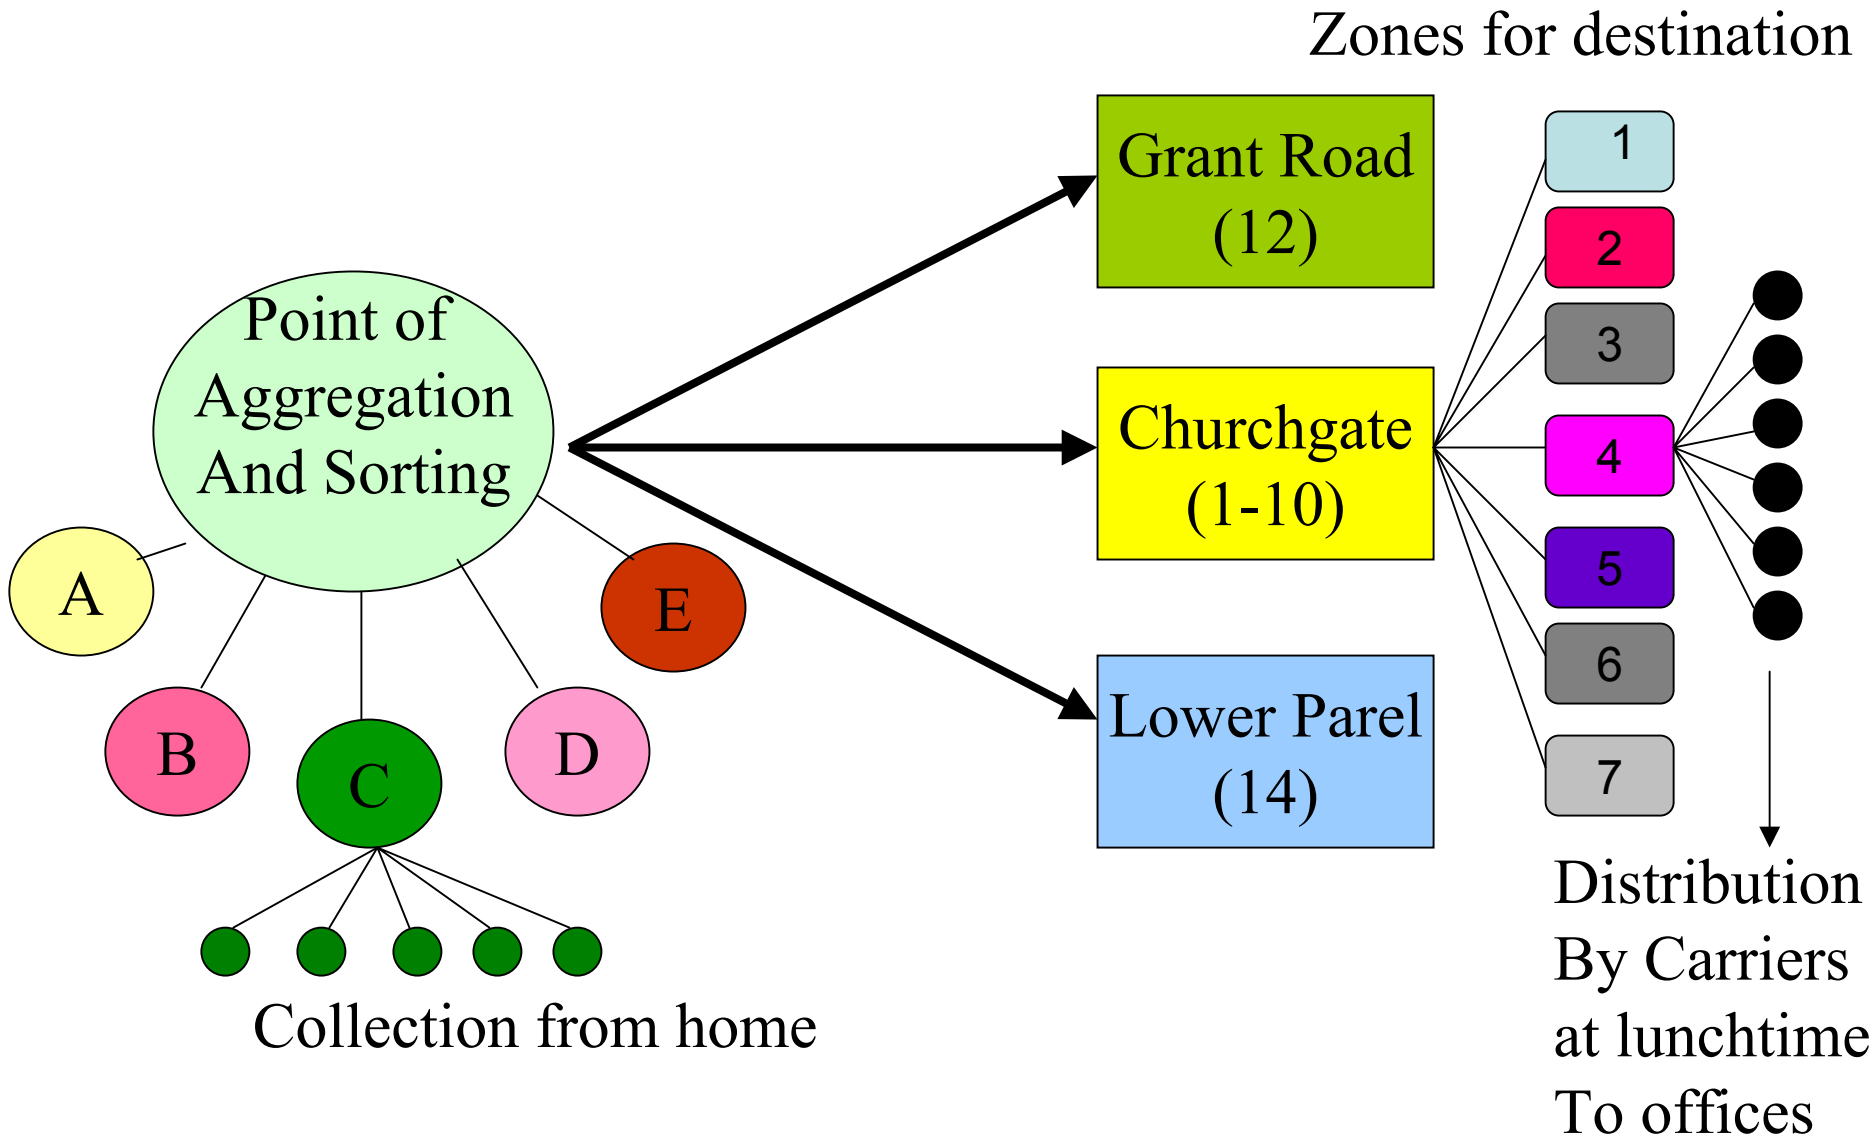 Zones for destination
Point of
Aggregation
And Sorting
A
B
C
D
E
Collection from home
Grant Road
(12)
Churchgate
(1-10)
Lower Parel
(14)
1
2
3
4
5
6
7
Distribution
By Carriers
at lunchtime
To offices